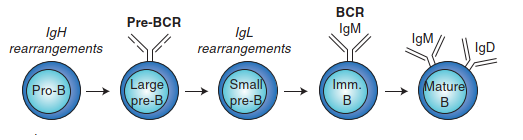 IgH
rearrangements
Pre-BCR
IgL
rearrangements
BCR
IgM
IgM
IgD
Pro-B
Large
pre-B
Small
pre-B
Imm.
B
Mature
B